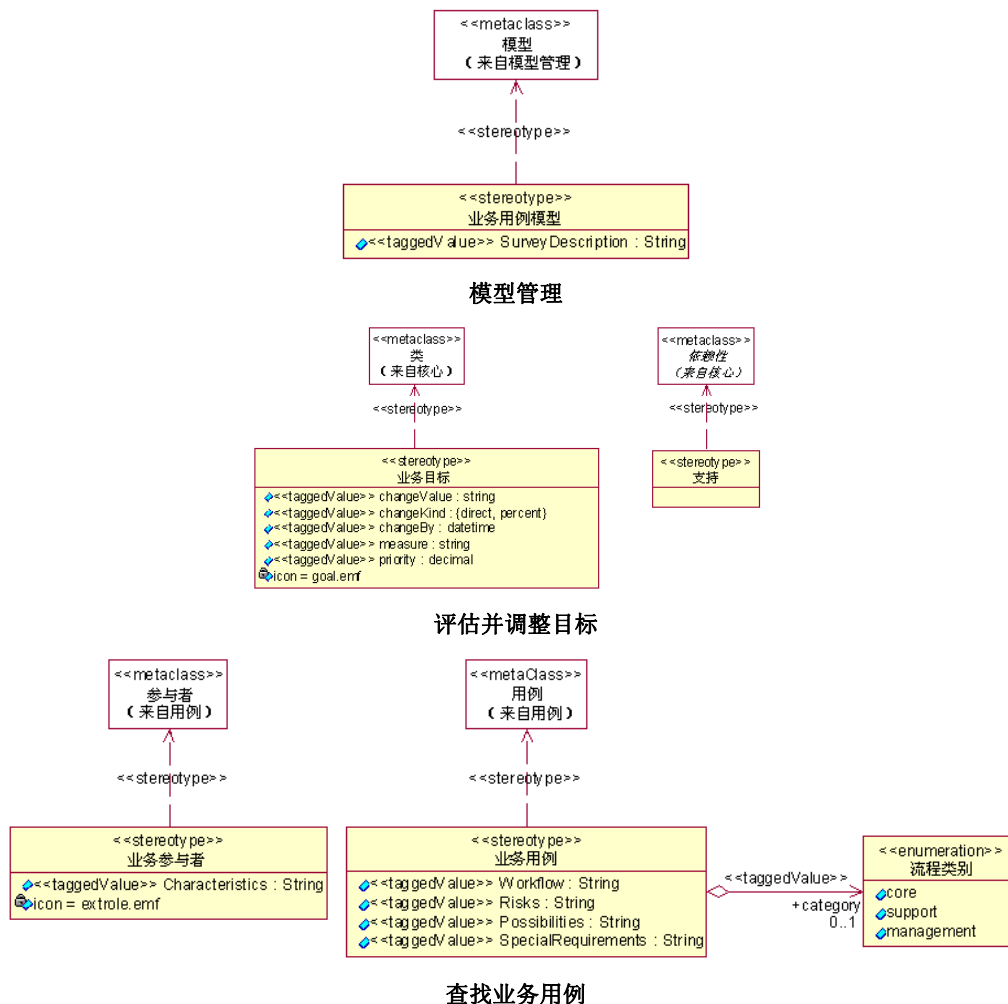 <<metaclass>>
模型
（来自模型管理）
<<stereotype>>
<<stereotype>>
业务用例模型
<<taggedValue>> SurveyDescription : String
模型管理
<<metaclass>>
类
（来自核心）
<<stereotype>>
<<stereotype>>
业务目标
<<taggedValue>> changeValue : string
<<taggedValue>> changeKind : {direct, percent}
<<taggedValue>> changeBy : datetime
<<taggedValue>> measure : string
<<taggedValue>> priority : decimal
icon = goal.emf
<<metaclass>>
依赖性
（来自核心）
<<stereotype>>
<<stereotype>>
支持
评估并调整目标
<<metaclass>>
参与者
（来自用例）
<<stereotype>>
<<stereotype>>
业务参与者
<<taggedValue>> Characteristics : String
icon = extrole.emf
<<metaClass>>
用例
（来自用例）
<<stereotype>>
<<stereotype>>
业务用例
<<taggedValue>> Workflow : String
<<taggedValue>> Risks : String
<<taggedValue>> Possibilities : String
<<taggedValue>> SpecialRequirements : String
<<taggedValue>>
+category
0..1
<<enumeration>>
流程类别
core
support
management
查找业务用例